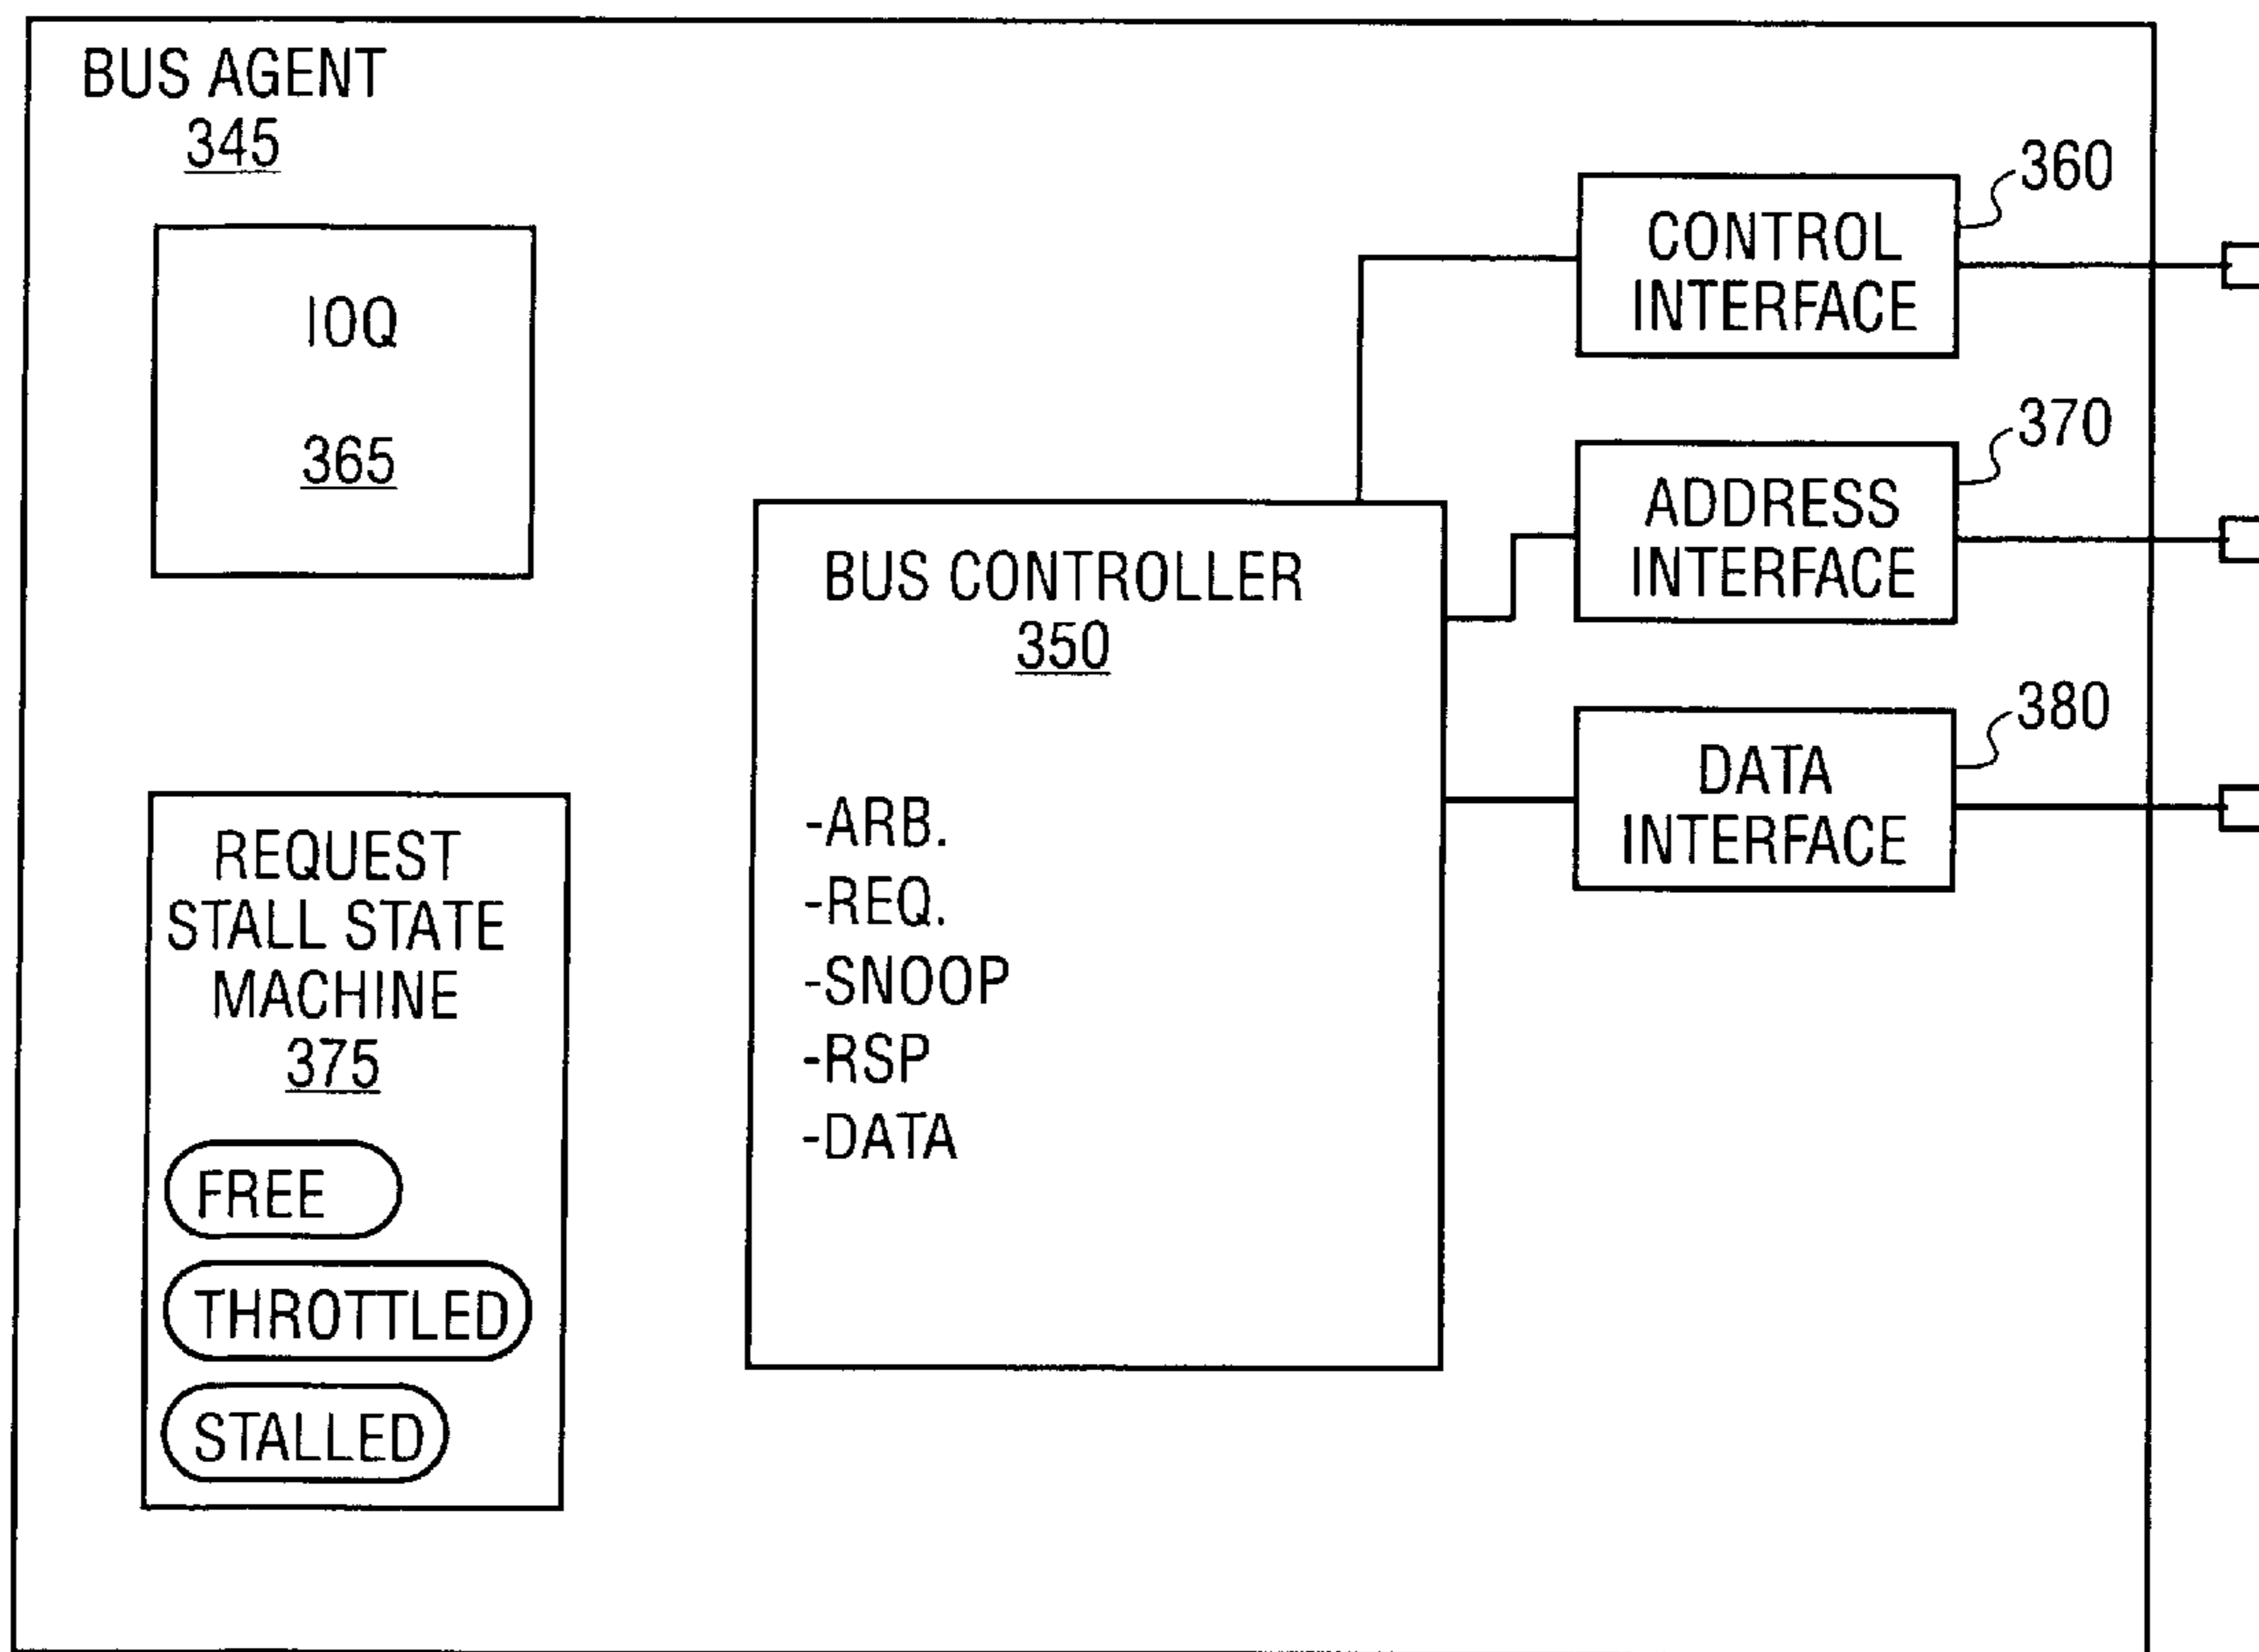 BUS AGENT
345
IOQ
365
REQUEST
STALL STATE
MACHINE
375
FREE
THROTTLED
STALLED
BUS CONTROLLER
350
-ARB.
-REQ.
-SNOOP
-RSP
-DATA
CONTROL
INTERFACE
360
ADDRESS
INTERFACE
370
DATA
INTERFACE
380